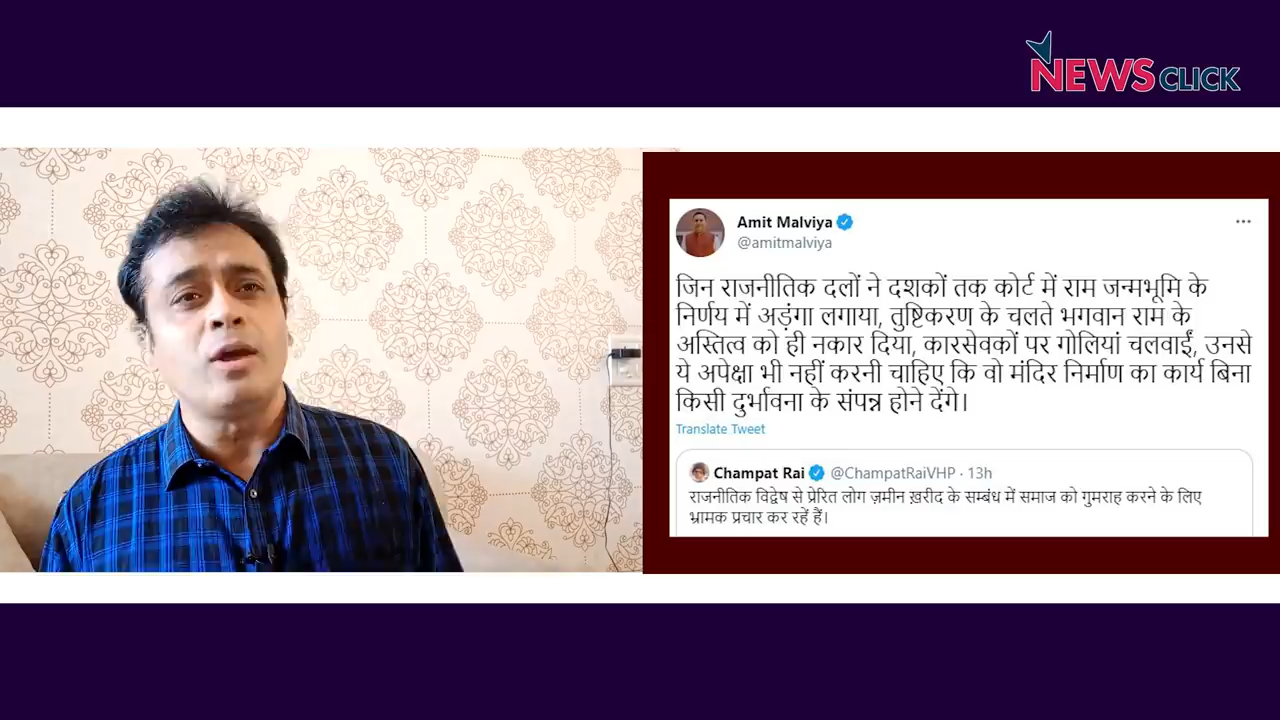 NEWSCLICK
Amit Malviya
@amitmalviya
जिन राजनीतिक दलों ने दशकों तक कोर्ट में राम जन्मभूमि के
निर्णय में अड़ंगा लगाया, तुष्टिकरण के चलते भगवान राम के
अस्तित्व को ही नकार दिया, कारसेवकों पर गोलियां चलवाईं, उनसे
ये अपेक्षा भी नहीं करनी चाहिए कि वो मंदिर निर्माण का कार्य बिना
किसी दुर्भावना के संपन्न होने देंगे।
Translate Tweet
Champat Rai @ChampatRaiVHP · 13h
राजनीतिक विद्वेष से प्रेरित लोग ज़मीन ख़रीद के सम्बंध में समाज को गुमराह करने के लिए
भ्रामक प्रचार कर रहें हैं।